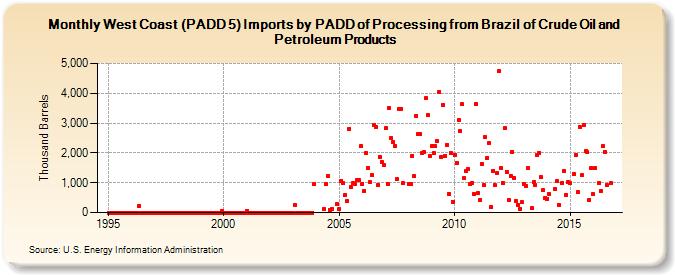 Monthly West Coast (PADD 5) Imports by PADD of Processing from Brazil of Crude Oil and
Petroleum Products
Thousand Barrels
5,000
4,000
3,000
2,000
1,000
0
1995
2000
2005
2010
2015
Source: U.S. Energy Information Administration